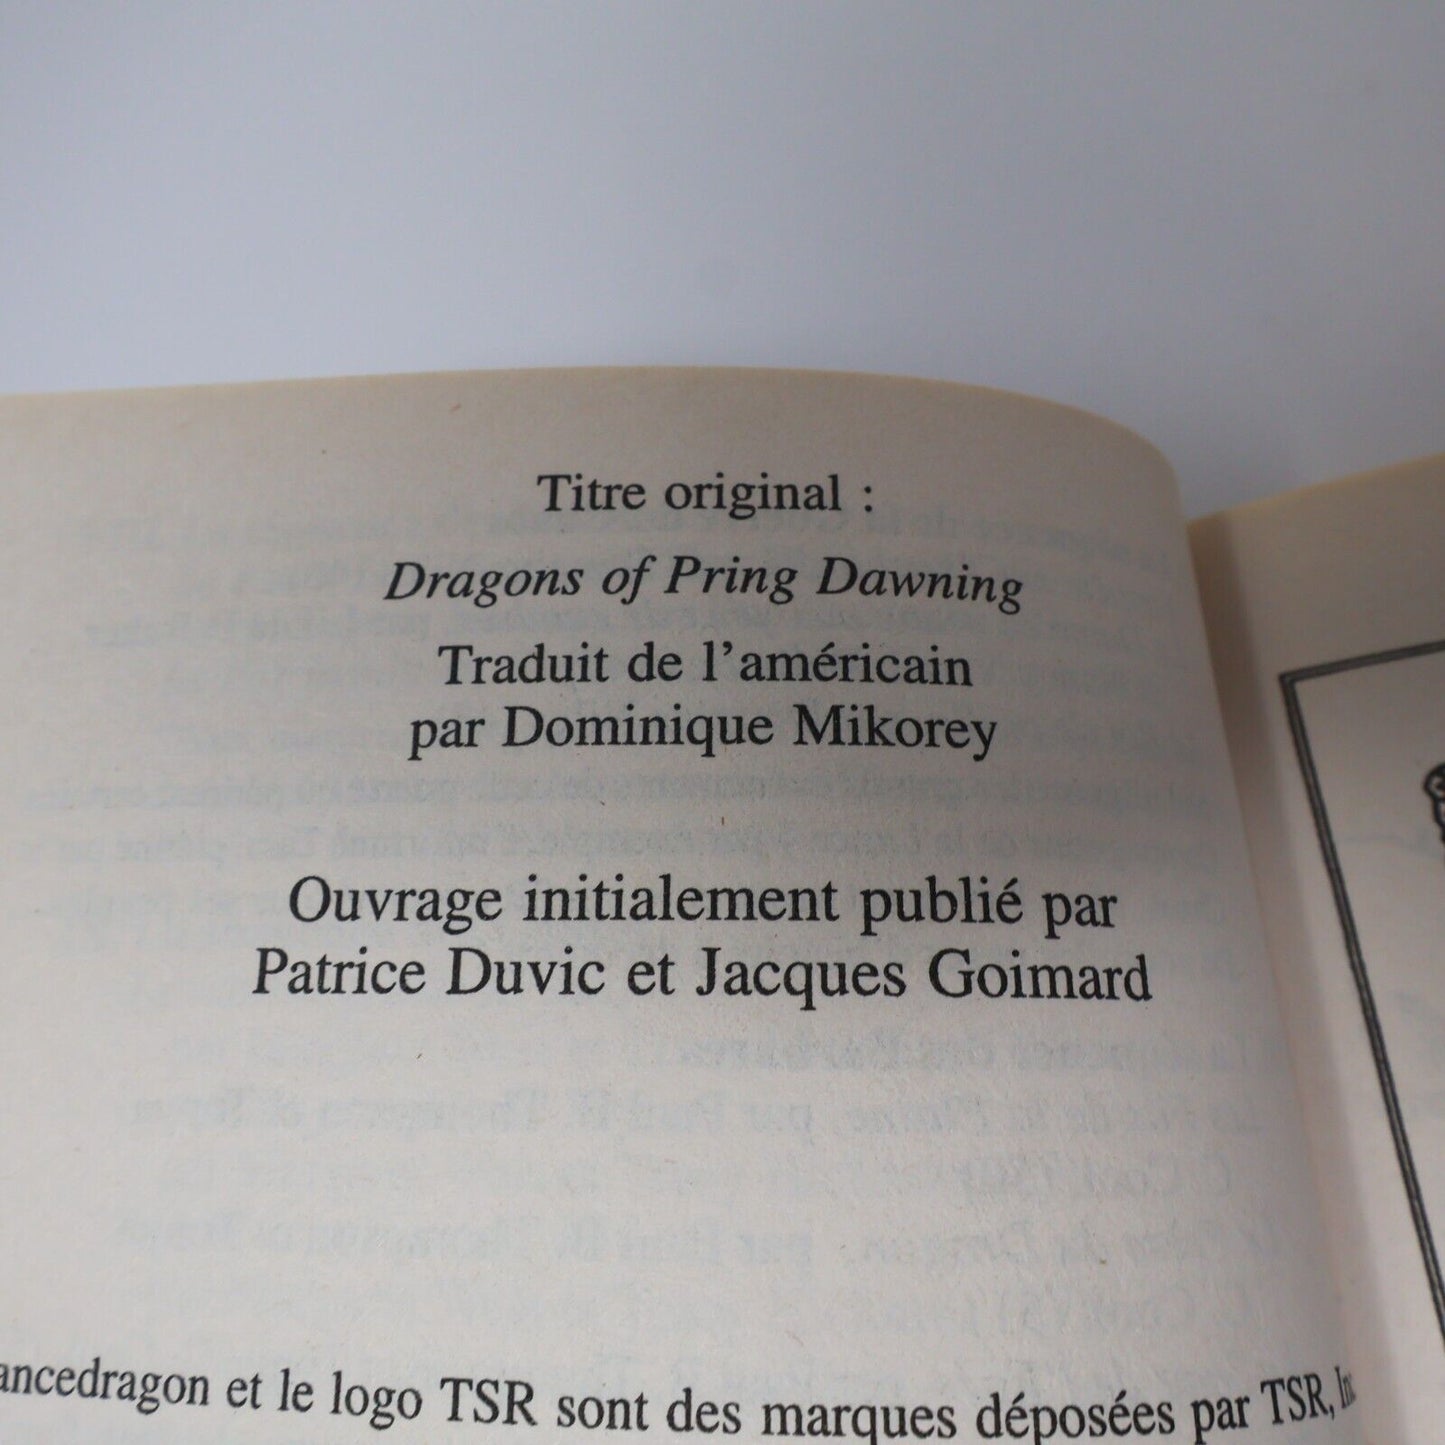 Titre original :
Dragons of Pring Dawning
Traduit de l'américain
par Dominique Mikorey
Ouvrage initialement publié par
Patrice Duvic et Jacques Goimard
ancedragon et le logo TSR sont des marques déposées par TSR, Inc